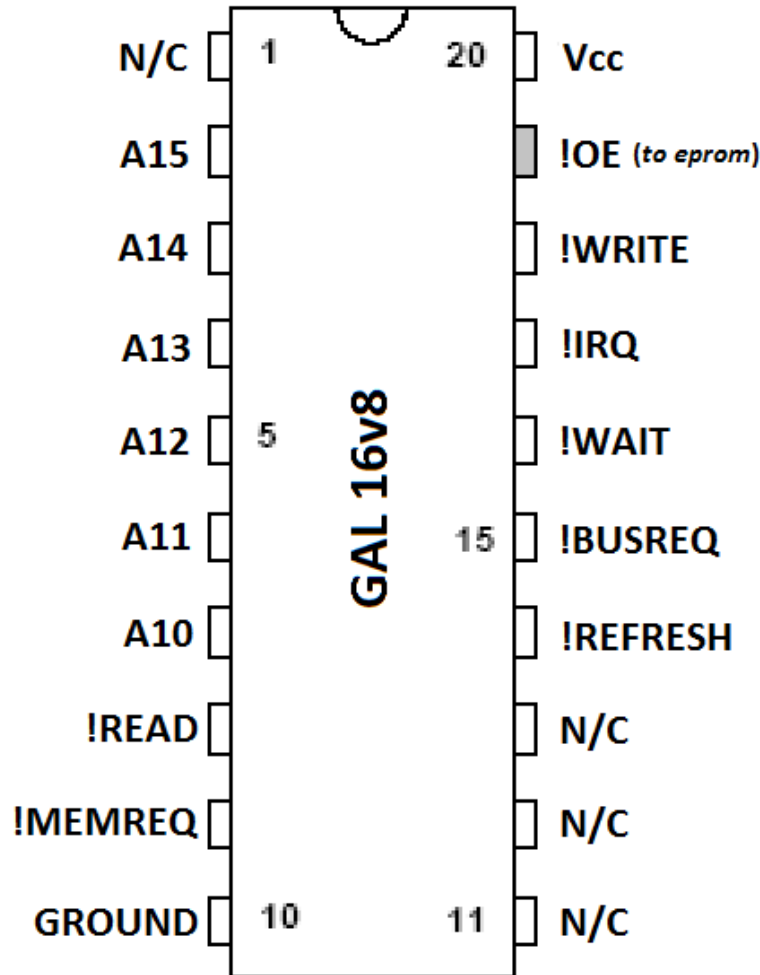 N/C 1 20 Vcc
A15 !OE (to eprom)
A14 !WRITE
A13 !IRQ
A12 5 !WAIT
A11 15 !BUSREQ
A10 !REFRESH
!READ N/C
!MEMREQ N/C
GROUND 10 11 N/C
GAL 16v8